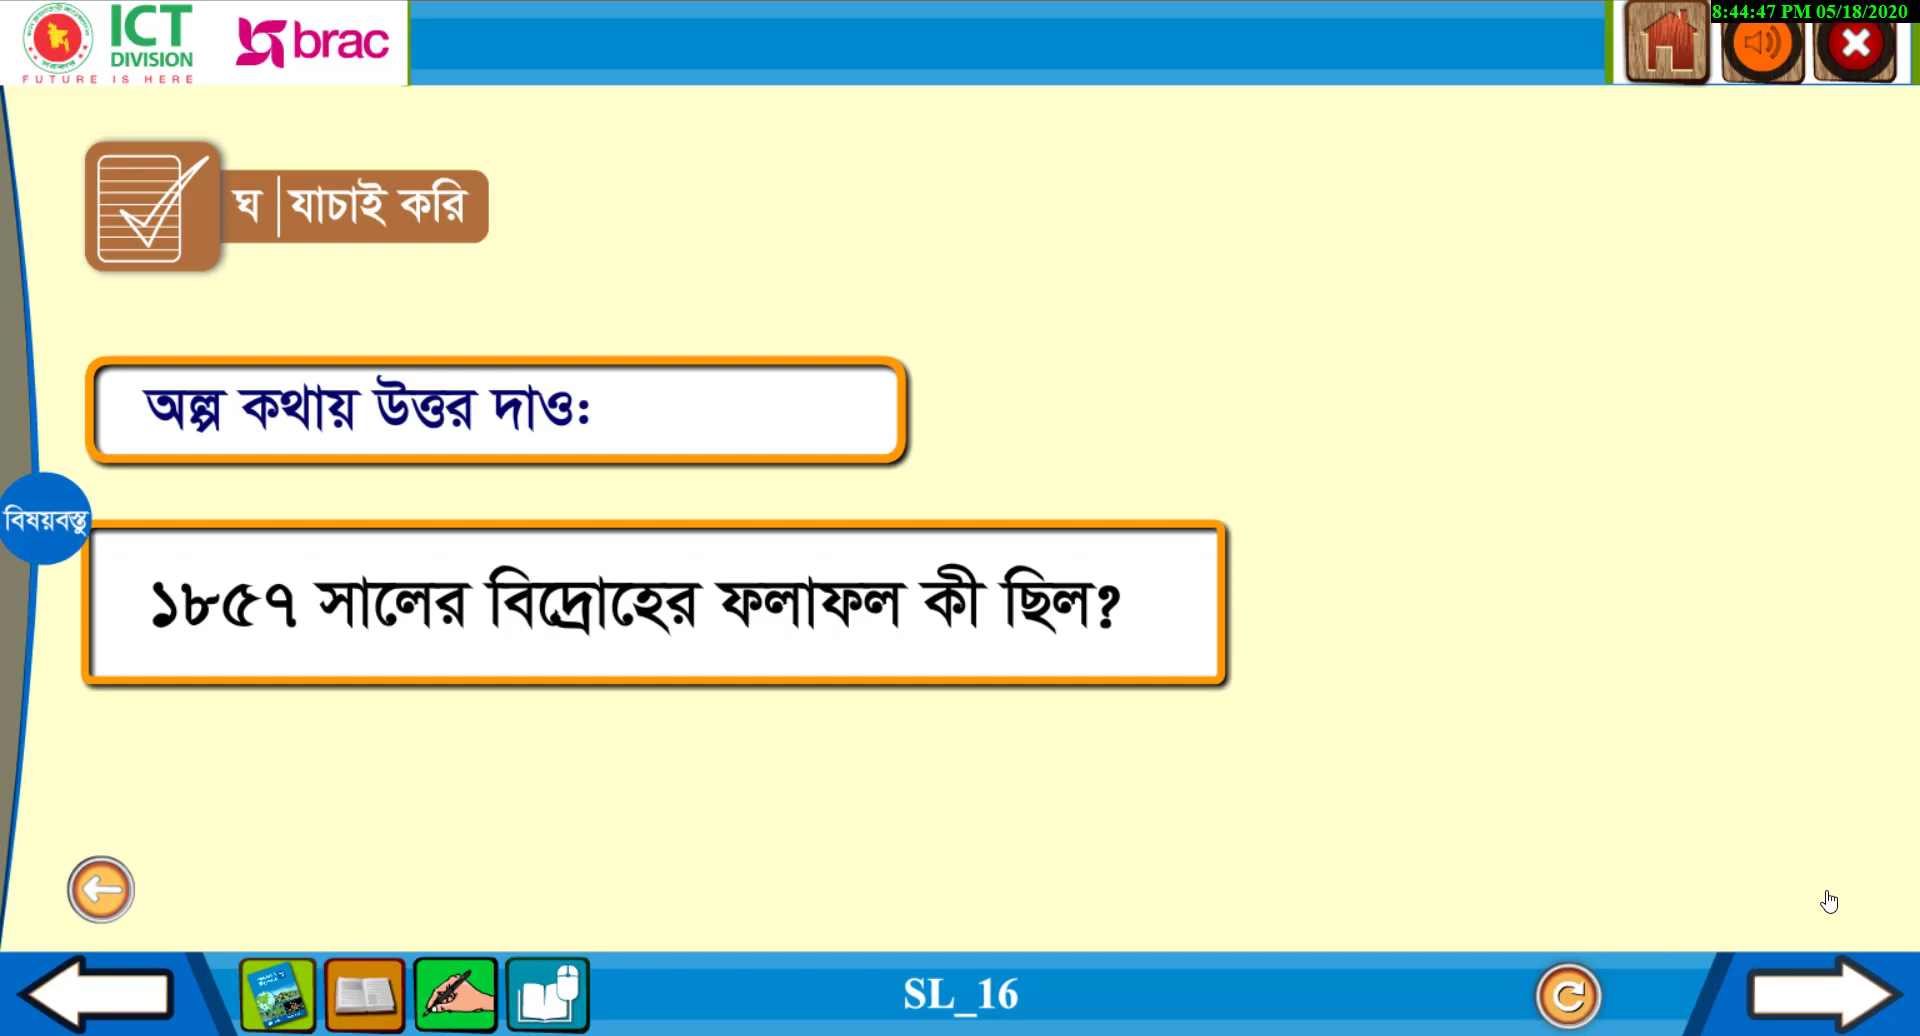 8:44:47 PM 05/18/2020
ICT
DIVISION
FUTURE IS HERE
brac
ঘ যাচাই করি
অল্প কথায় উত্তর দাও:
বিষয়বস্তু
১৮৫৭ সালের বিদ্রোহের ফলাফল কী ছিল?
SL_16